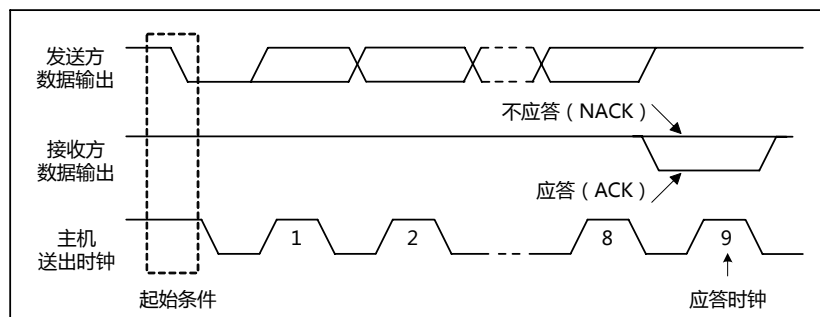 发送方
数据输出
不应答（NACK）
接收方
数据输出
应答（ACK）
主机
送出时钟
1
2
8
9
起始条件
应答时钟